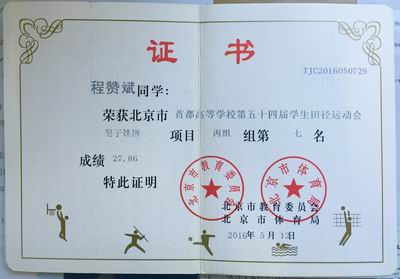 证书
TJC2016050729
程赞斌同学:
荣获北京市 首都高等学校第五十四届学生田径运动会
男子铁饼 项目 丙组 组第 七 名
成绩 27.86
特此证明
北京市教育委员会
北京市体育局
北京市教育委员会
北京市体育局
2016年5月12日